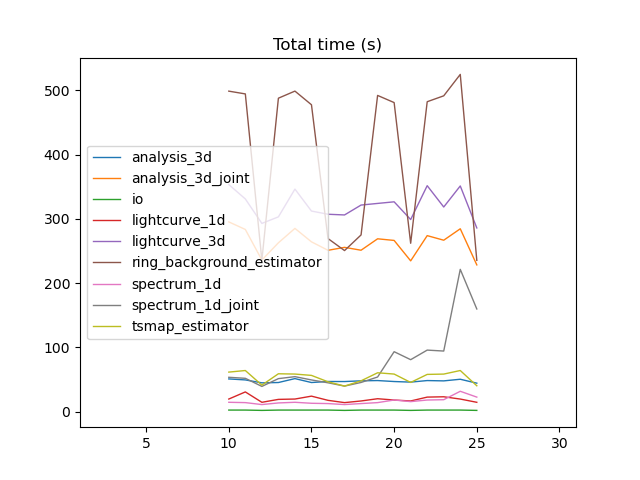 Total time (s)
500
400
300
200
100
0
analysis_3d
analysis_3d_joint
io
lightcurve_1d
lightcurve_3d
ring_background_estimator
spectrum_1d
spectrum_1d_joint
tsmap_estimator
5 10 15 20 25 30